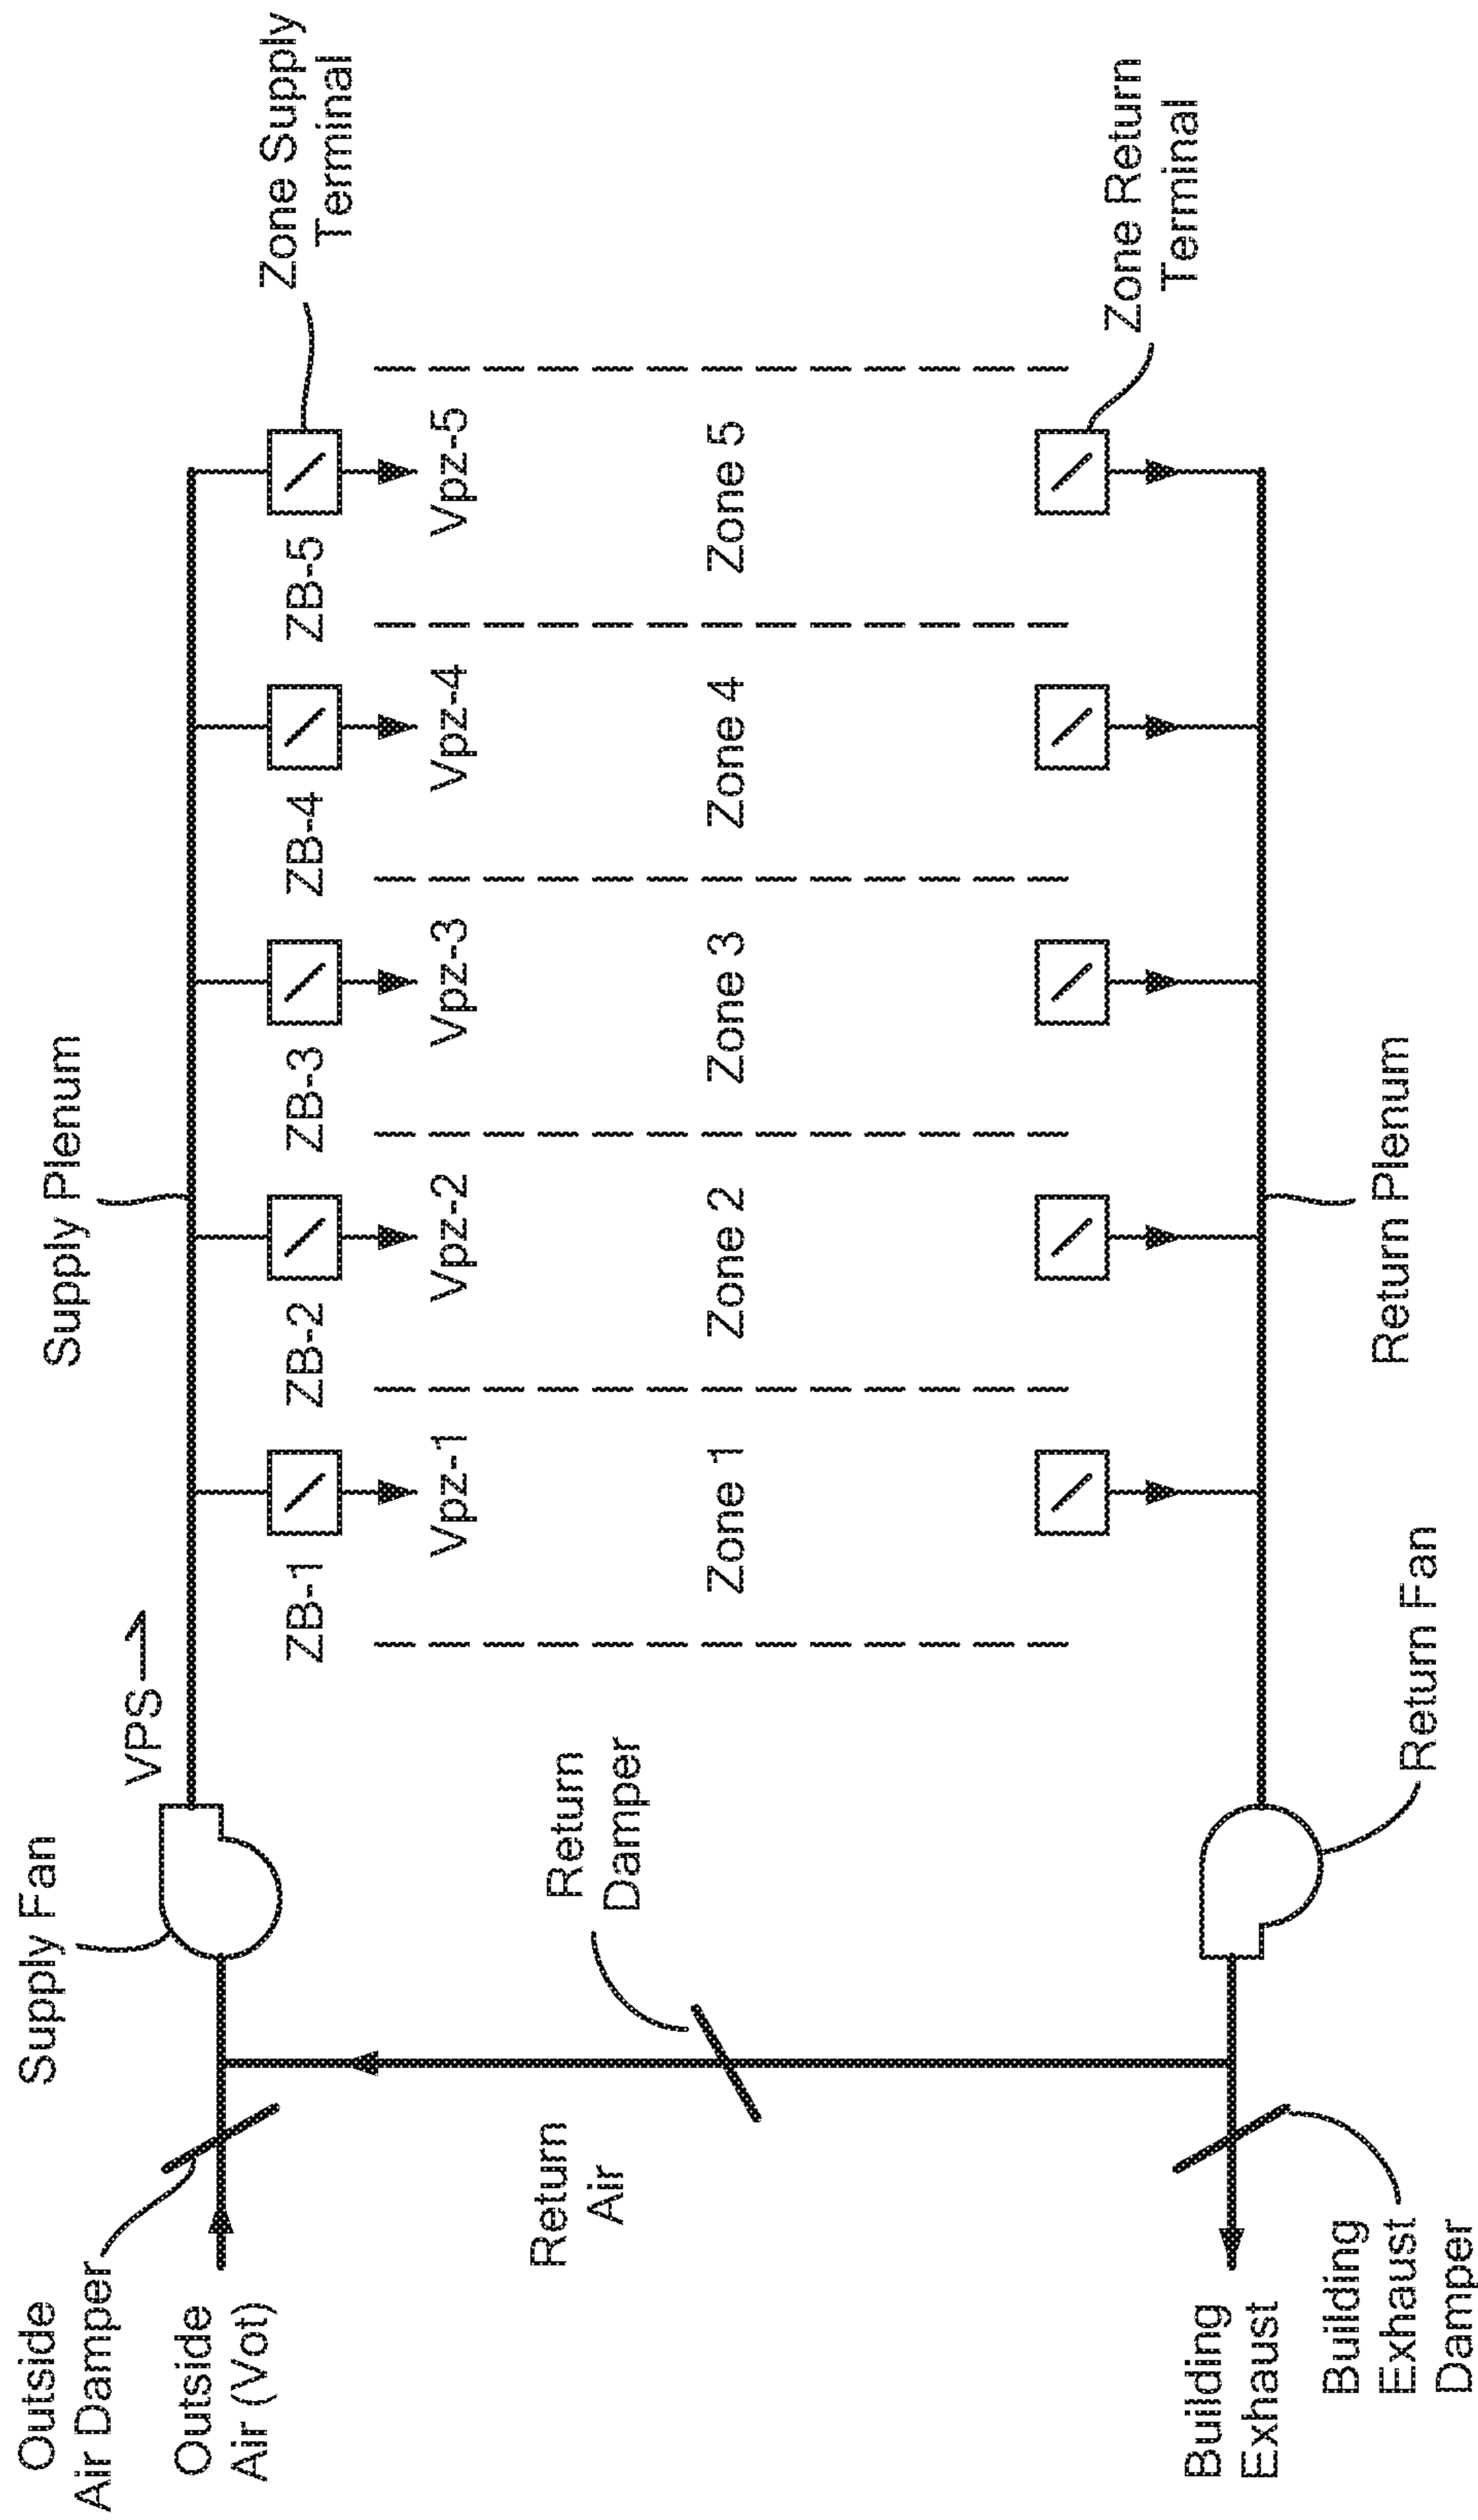 Outside
Air Damper
Supply Fan
VPS
Supply Plenum
Zone Supply
Terminal
Outside
Air (Vot)
ZB-1
ZB-2
ZB-3
ZB-4
ZB-5
Vpz-1
Vpz-2
Vpz-3
Vpz-4
Vpz-5
Return
Air
Return
Damper
Zone 1
Zone 2
Zone 3
Zone 4
Zone 5
Zone Return
Terminal
Building
Exhaust
Building
Exhaust
Damper
Return Fan
Return Plenum